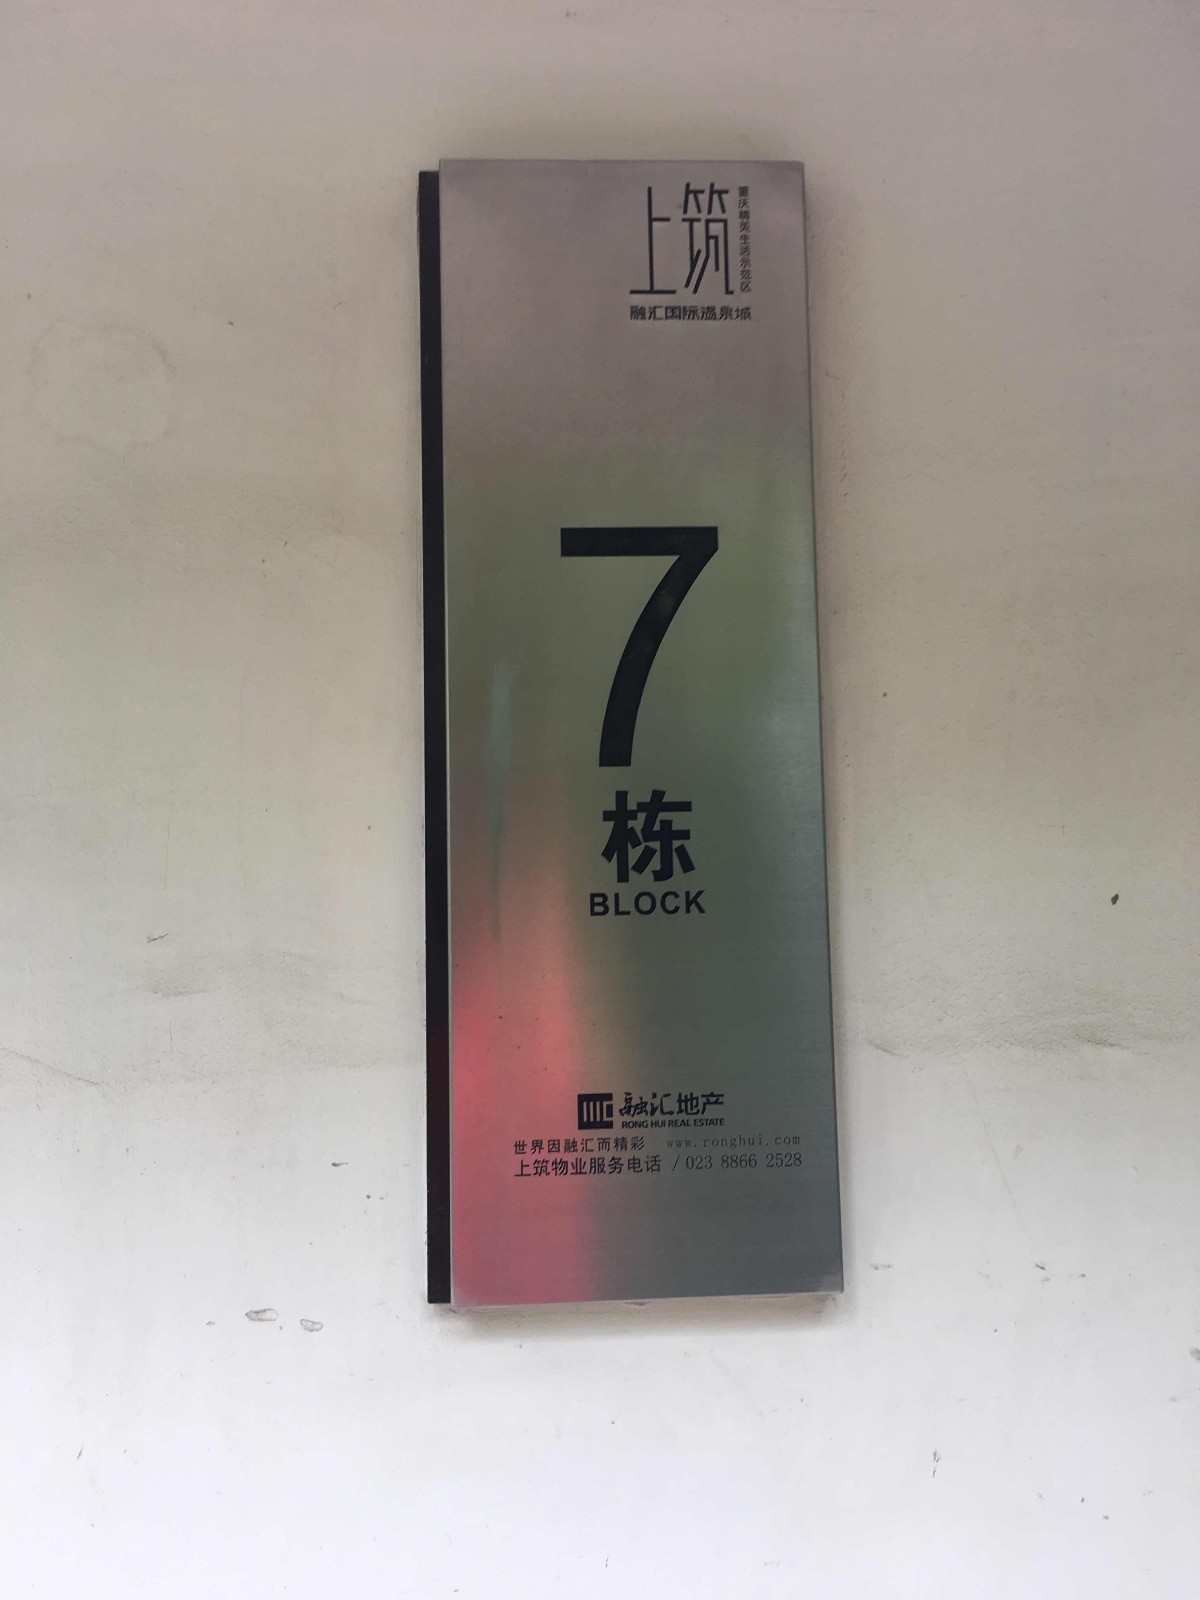 上筑
重庆精英生活示范区
融汇国际温泉城
7
栋
BLOCK
融汇地产
RONG HUI REAL ESTATE
世界因融汇而精彩 www.ronghui.com
上筑物业服务电话 / 023 8866 2528